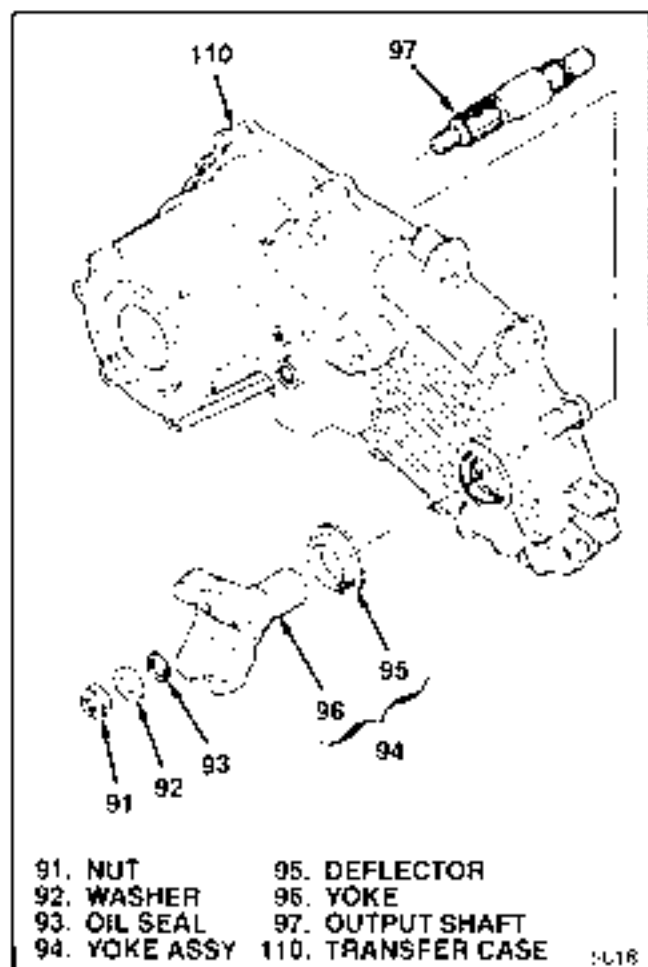 110
97
95
96
94
93
92
91
91. NUT 95. DEFLECTOR
92. WASHER 96. YOKE
93. OIL SEAL 97. OUTPUT SHAFT
94. YOKE ASSY 110. TRANSFER CASE